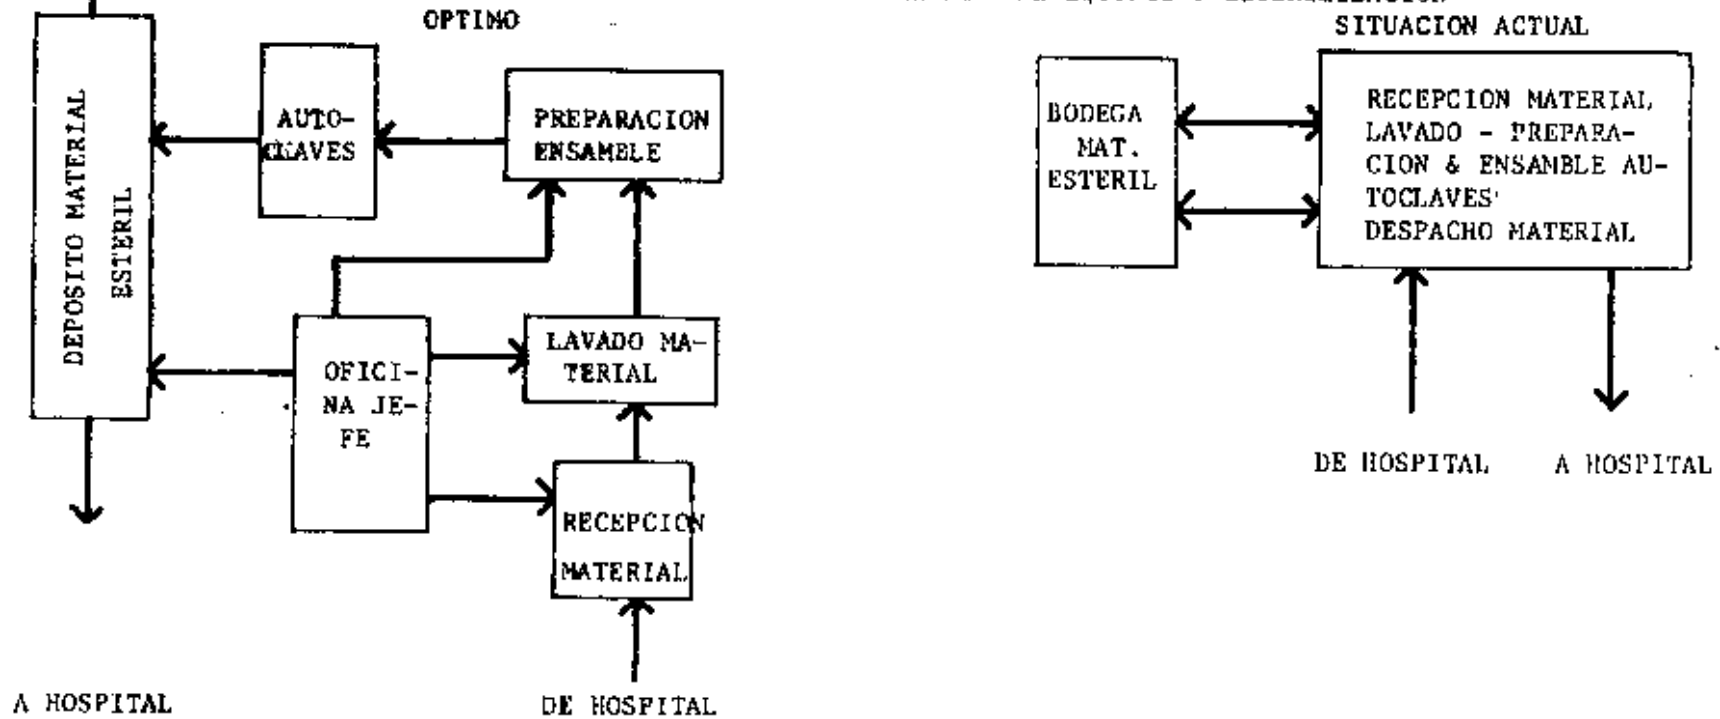 OPTIMO
SITUACION ACTUAL
DEPOSITO MATERIAL
ESTERIL
AUTO-
CLAVES
PREPARACION
ENSAMBLE
OFICI-
NA JE-
FE
LAVADO MA-
TERIAL
RECEPCION
MATERIAL
A HOSPITAL
DE HOSPITAL
BODEGA
MAT.
ESTERIL
RECEPCION MATERIAL
LAVADO - PREPARA-
CION & ENSAMBLE AU-
TOCLAVES
DESPACHO MATERIAL
DE HOSPITAL
A HOSPITAL